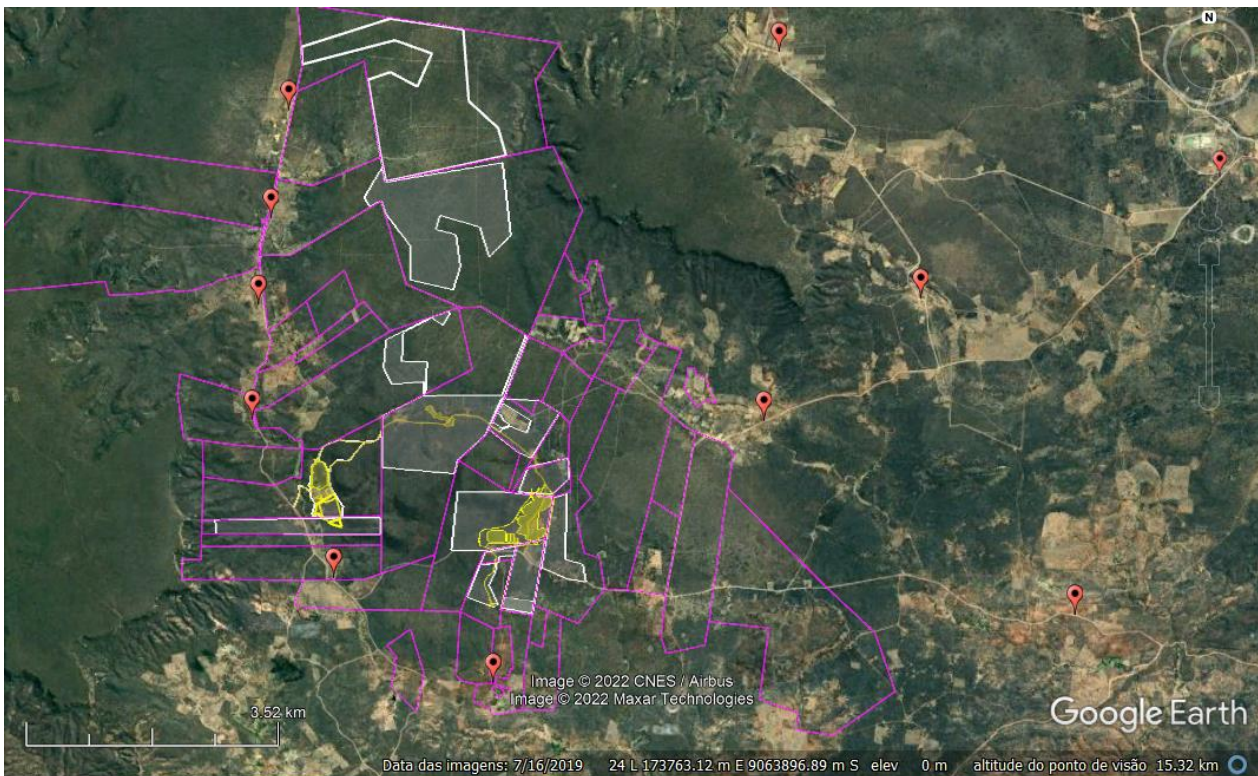 N
Image © 2022 CNES / Airbus
Image © 2022 Maxar Technologies
3.52 km
Google Earth
Data das imagens: 7/16/2019 24 L 173763.12 m E 9063896.89 m S elev 0 m altitude do ponto de visão 15.32 km